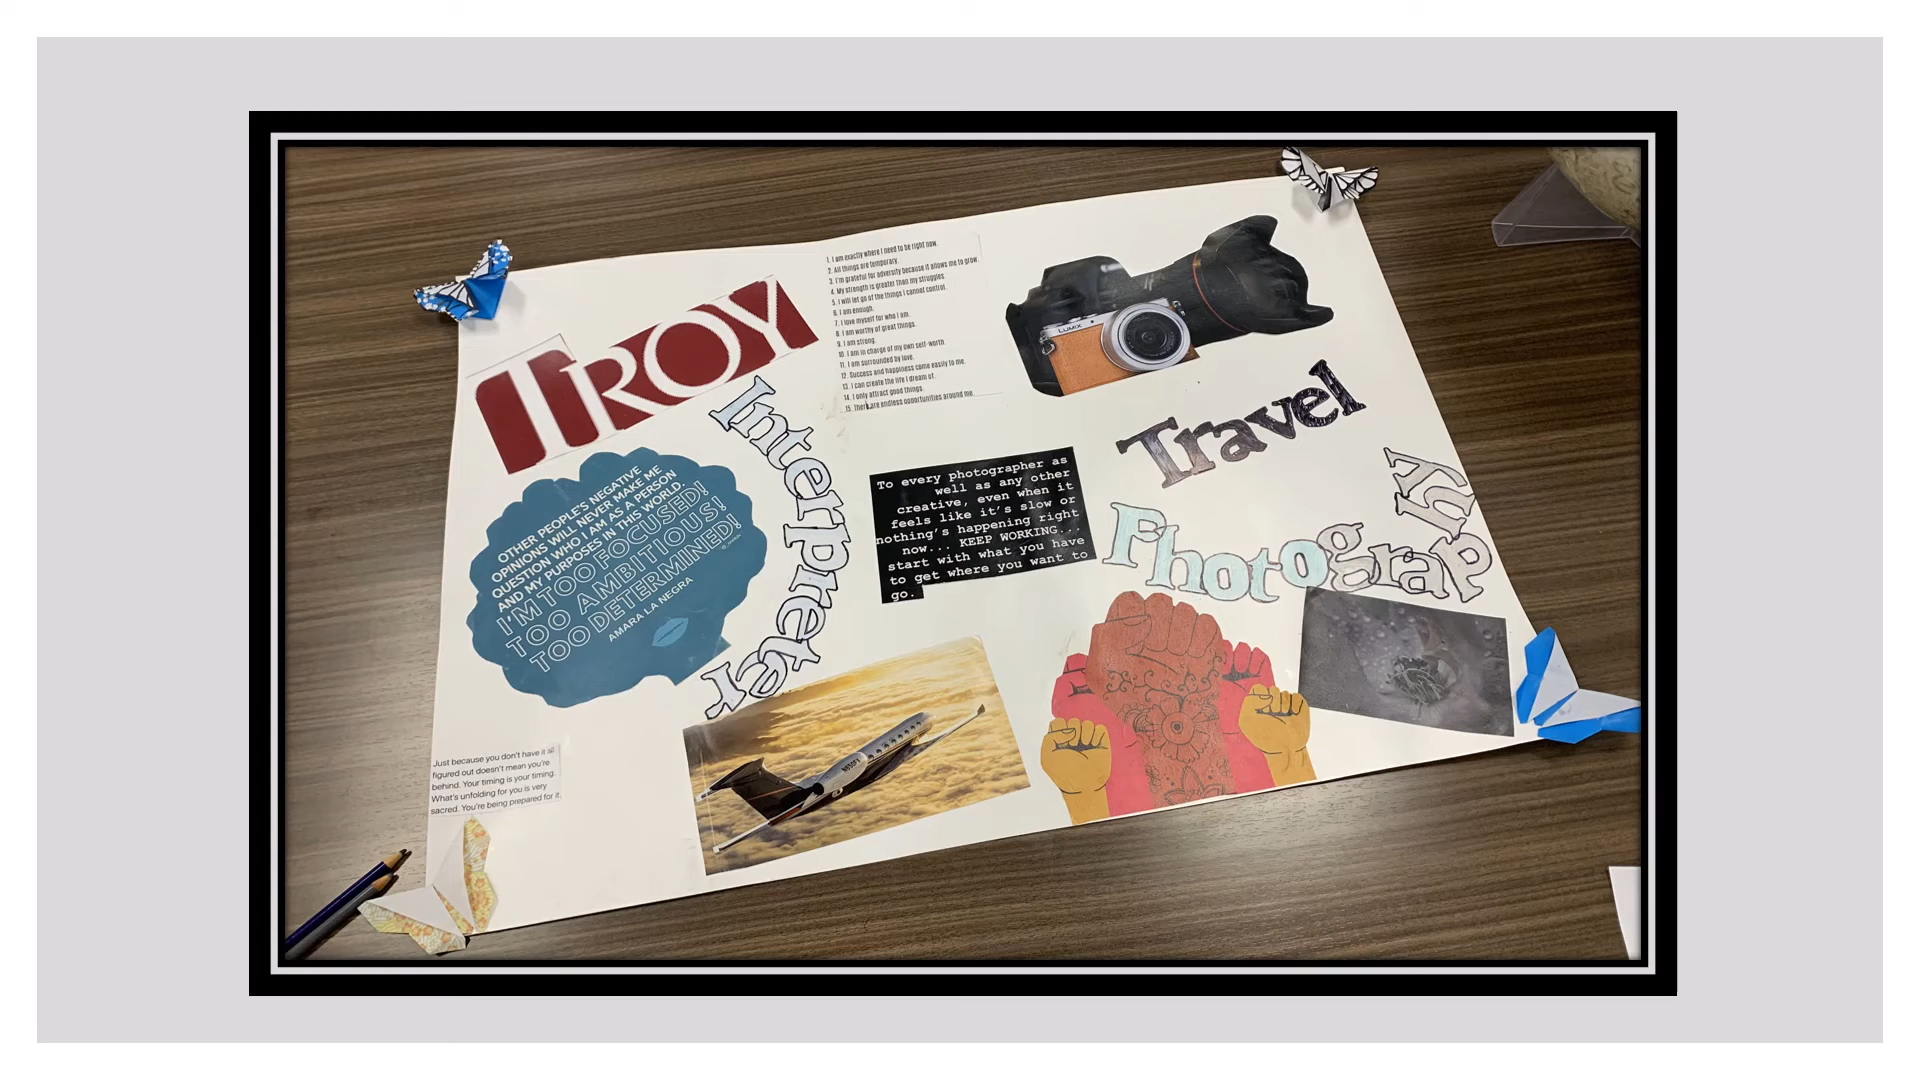 TROY
1. I am exactly where I need to be right now.
2. All things are temporary.
3. I'm grateful for adversity because it allows me to grow.
4. My strength is greater than my struggles.
5. I will let go of the things I cannot control.
6. I am enough.
7. I love myself for who I am.
8. I am worthy of great things.
9. I am strong.
10. I am in charge of my own self-worth.
11. I am surrounded by love.
12. Success and happiness come easily to me.
13. I can create the life I dream of.
14. I only attract good things.
15. There are endless opportunities around me.
LUMIX
Travel
Interpreter
OTHER PEOPLE'S NEGATIVE
OPINIONS WILL NEVER MAKE ME
QUESTION WHO I AM AS A PERSON
AND MY PURPOSES IN THIS WORLD.
I'M TOO FOCUSED!
TOO AMBITIOUS!
TOO DETERMINED!
AMARA LA NEGRA
To every photographer as
well as any other
creative, even when it
feels like it's slow or
nothing's happening right
now... KEEP WORKING...
start with what you have
to get where you want to
go.
Photography
Just because you don't have it all
figured out doesn't mean you're
behind. Your timing is your timing.
What's unfolding for you is very
sacred. You're being prepared for it.